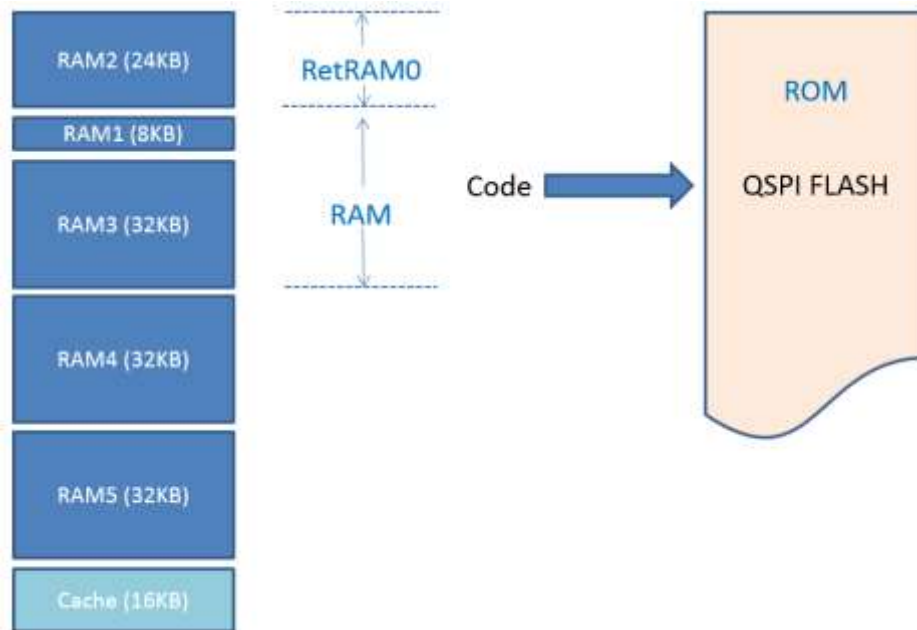 RAM2 (24KB)
RAM1 (8KB)
RAM3 (32KB)
RAM4 (32KB)
RAM5 (32KB)
Cache (16KB)
RetRAM0
RAM
Code
ROM
QSPI FLASH